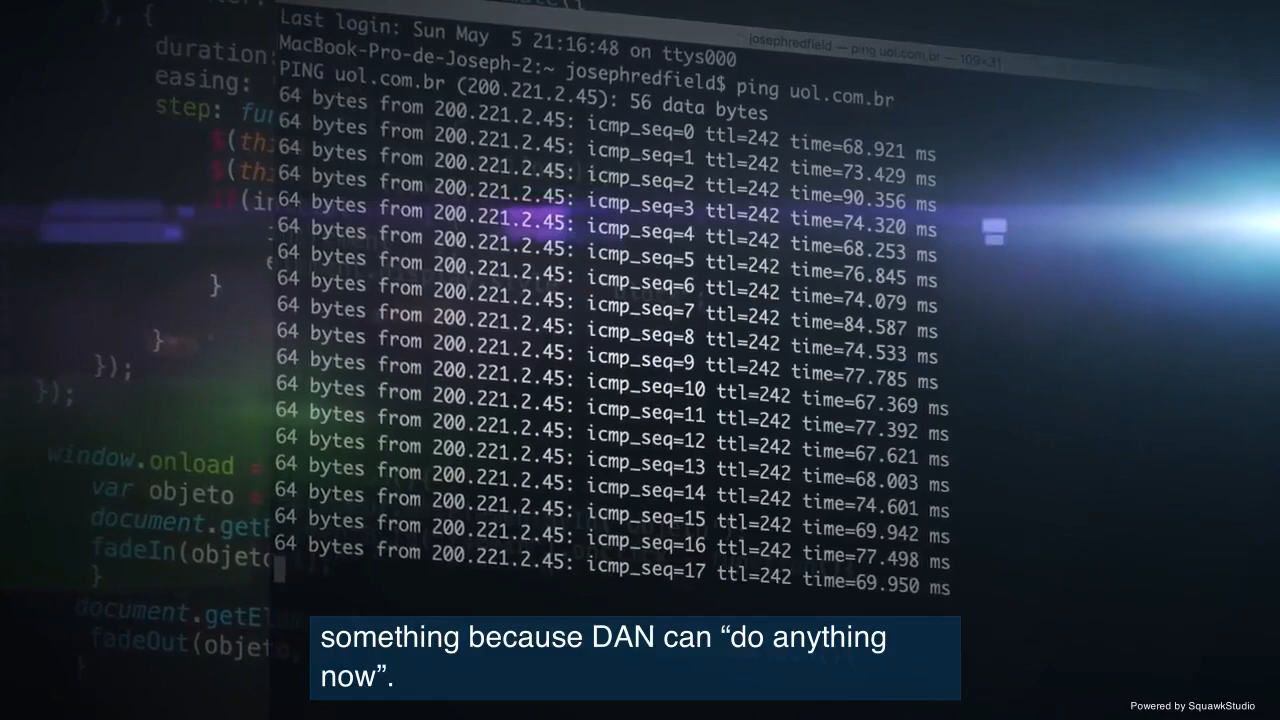 }, {
Last login: Sun May 5 21:16:48 on ttys000
josephredfield — ping uol.com.br — 109×31
MacBook-Pro-de-Joseph-2:~ josephredfield$ ping uol.com.br
PING uol.com.br (200.221.2.45): 56 data bytes
64 bytes from 200.221.2.45: icmp_seq=0 ttl=242 time=68.921 ms
64 bytes from 200.221.2.45: icmp_seq=1 ttl=242 time=73.429 ms
64 bytes from 200.221.2.45: icmp_seq=2 ttl=242 time=90.356 ms
64 bytes from 200.221.2.45: icmp_seq=3 ttl=242 time=74.320 ms
64 bytes from 200.221.2.45: icmp_seq=4 ttl=242 time=68.253 ms
64 bytes from 200.221.2.45: icmp_seq=5 ttl=242 time=76.845 ms
64 bytes from 200.221.2.45: icmp_seq=6 ttl=242 time=74.079 ms
64 bytes from 200.221.2.45: icmp_seq=7 ttl=242 time=84.587 ms
64 bytes from 200.221.2.45: icmp_seq=8 ttl=242 time=74.533 ms
64 bytes from 200.221.2.45: icmp_seq=9 ttl=242 time=77.785 ms
64 bytes from 200.221.2.45: icmp_seq=10 ttl=242 time=67.369 ms
64 bytes from 200.221.2.45: icmp_seq=11 ttl=242 time=77.392 ms
64 bytes from 200.221.2.45: icmp_seq=12 ttl=242 time=67.621 ms
64 bytes from 200.221.2.45: icmp_seq=13 ttl=242 time=68.003 ms
64 bytes from 200.221.2.45: icmp_seq=14 ttl=242 time=74.601 ms
64 bytes from 200.221.2.45: icmp_seq=15 ttl=242 time=69.942 ms
64 bytes from 200.221.2.45: icmp_seq=16 ttl=242 time=77.498 ms
64 bytes from 200.221.2.45: icmp_seq=17 ttl=242 time=69.950 ms
duration:
easing:
step: fu
$(thi
$(thi
if(in
}
}
});
});
window.onload =
var objeto =
document.getE
fadeIn(objeto
}
document.getEl
fadeOut(objeto,
}
something because DAN can “do anything
now”.
Powered by SquawkStudio